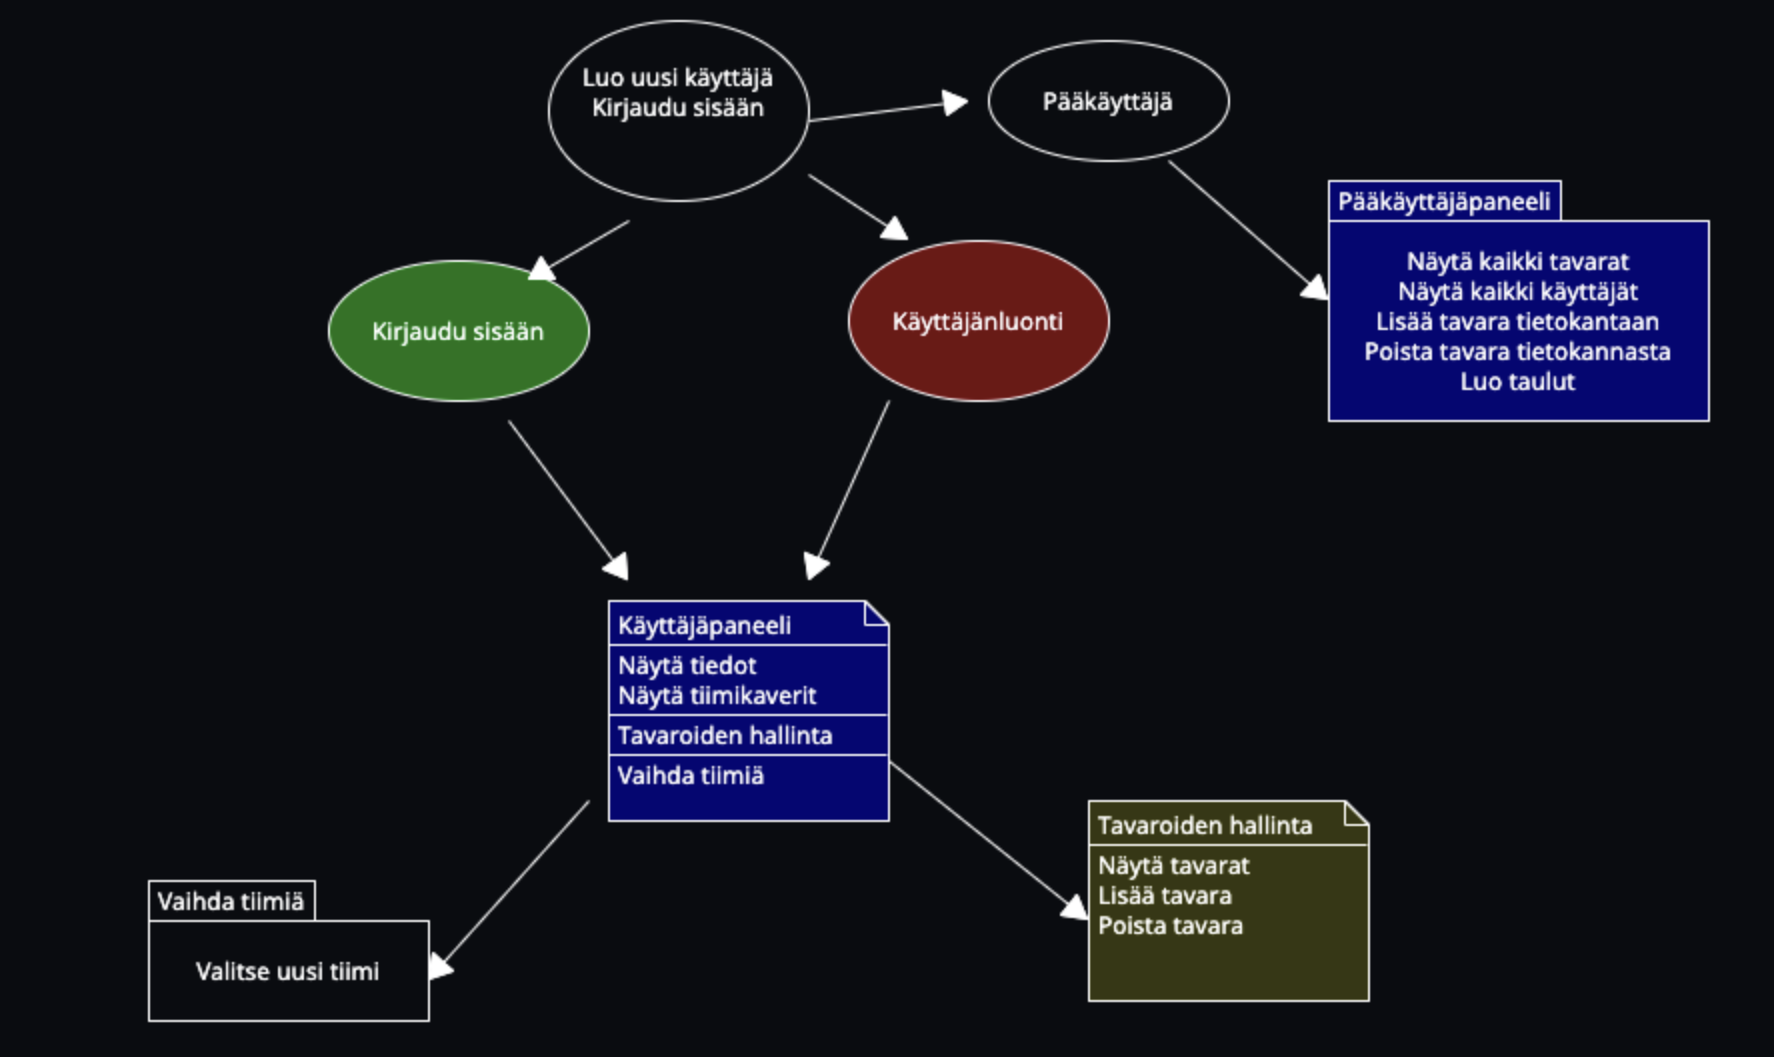 Luo uusi käyttäjä
Kirjaudu sisään
Pääkäyttäjä
Pääkäyttäjäpaneeli
Näytä kaikki tavarat
Näytä kaikki käyttäjät
Lisää tavara tietokantaan
Poista tavara tietokannasta
Luo taulut
Kirjaudu sisään
Käyttäjänluonti
Käyttäjäpaneeli
Näytä tiedot
Näytä tiimikaverit
Tavaroiden hallinta
Vaihda tiimiä
Tavaroiden hallinta
Näytä tavarat
Lisää tavara
Poista tavara
Vaihda tiimiä
Valitse uusi tiimi